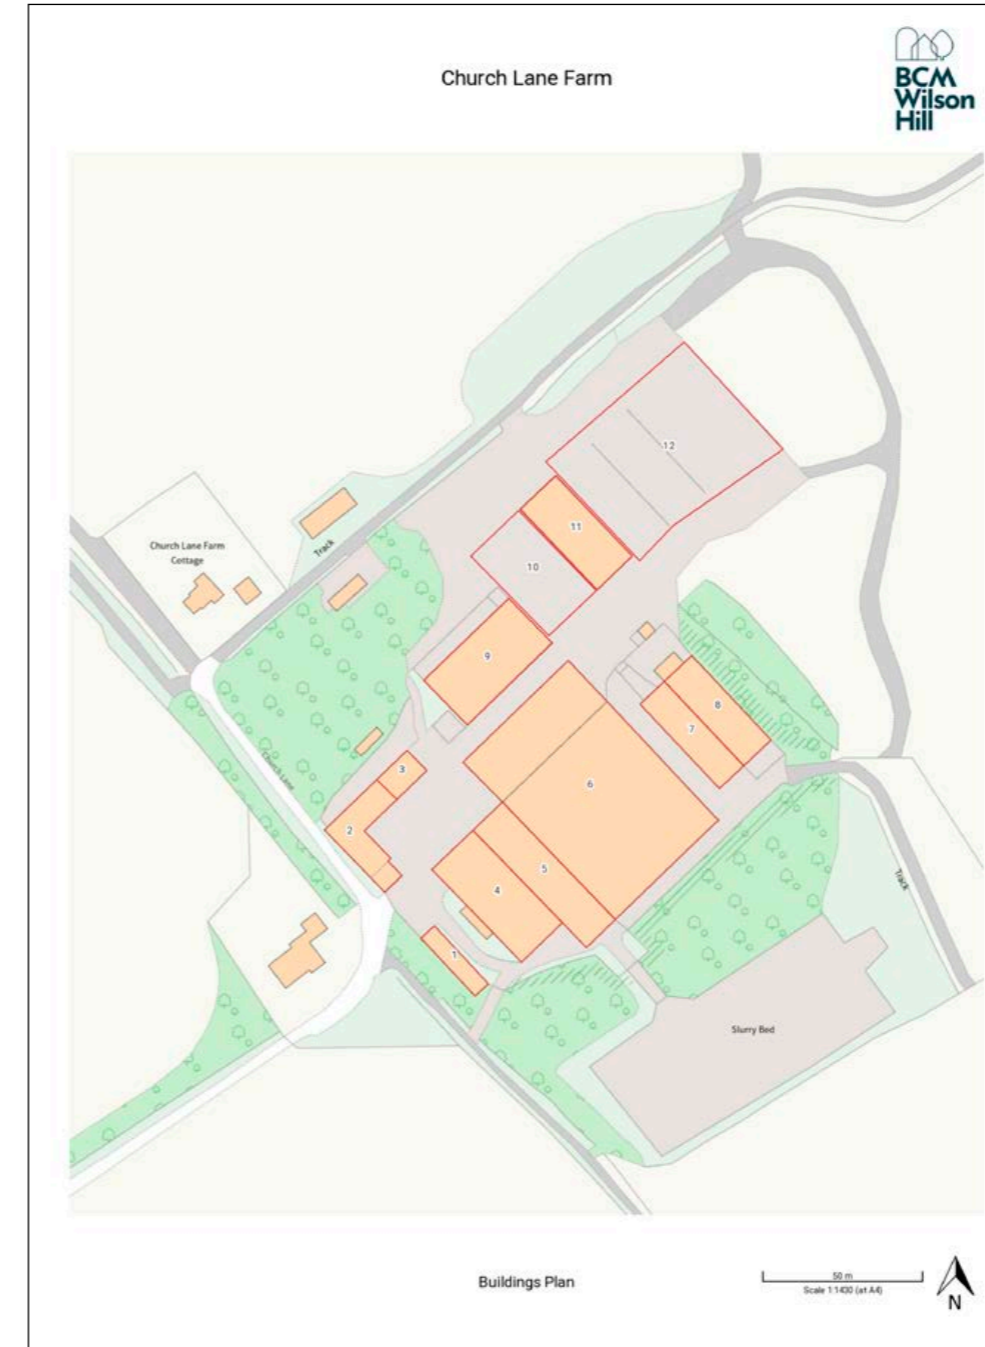 Church Lane Farm
BCM
Wilson
Hill
12
11
10
Church Lane Farm
Cottage
Track
9
8
7
6
3
2
Church Lane
5
4
1
Track
Slurry Bed
Buildings Plan
50 m
Scale 1:1430 (at A4)
N